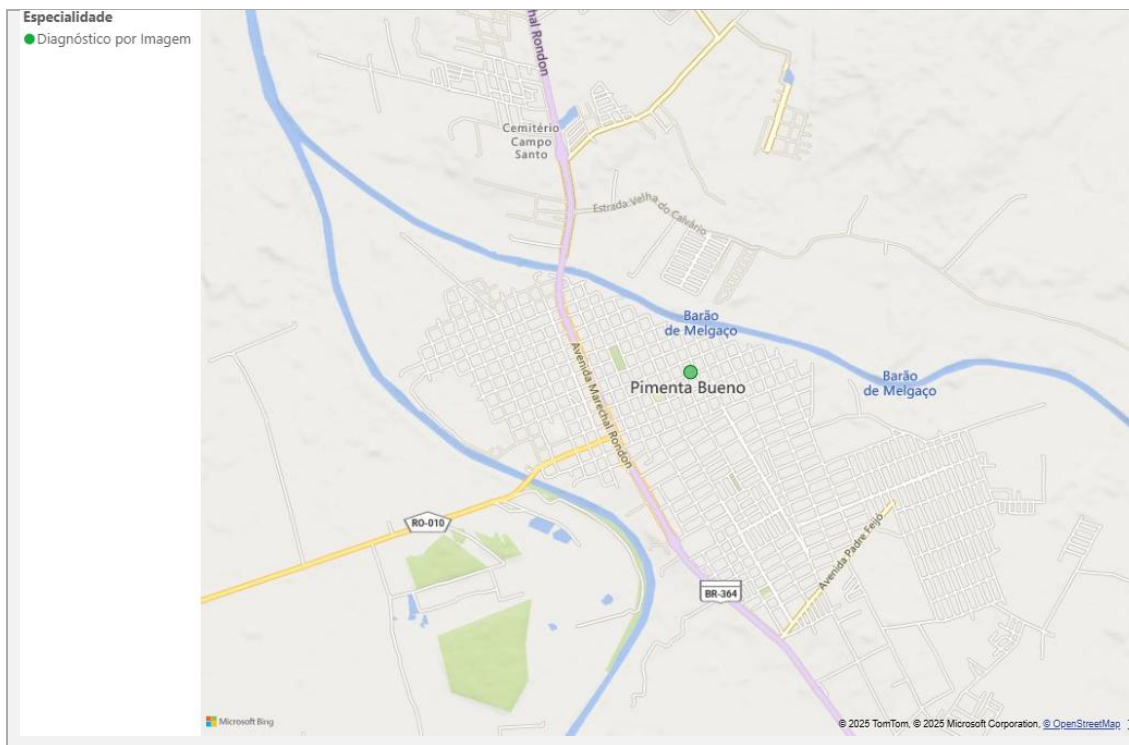 Especialidade
Diagnóstico por Imagem
hal Rondon
Cemitério
Campo
Santo
Estrada Velha do Calvário
Barão
de Melgaço
Barão
de Melgaço
Pimenta Bueno
Avenida Marechal Rondon
RO-010
Avenida Padre Feijó
BR-364
Microsoft Bing
© 2025 TomTom, © 2025 Microsoft Corporation, © OpenStreetMap